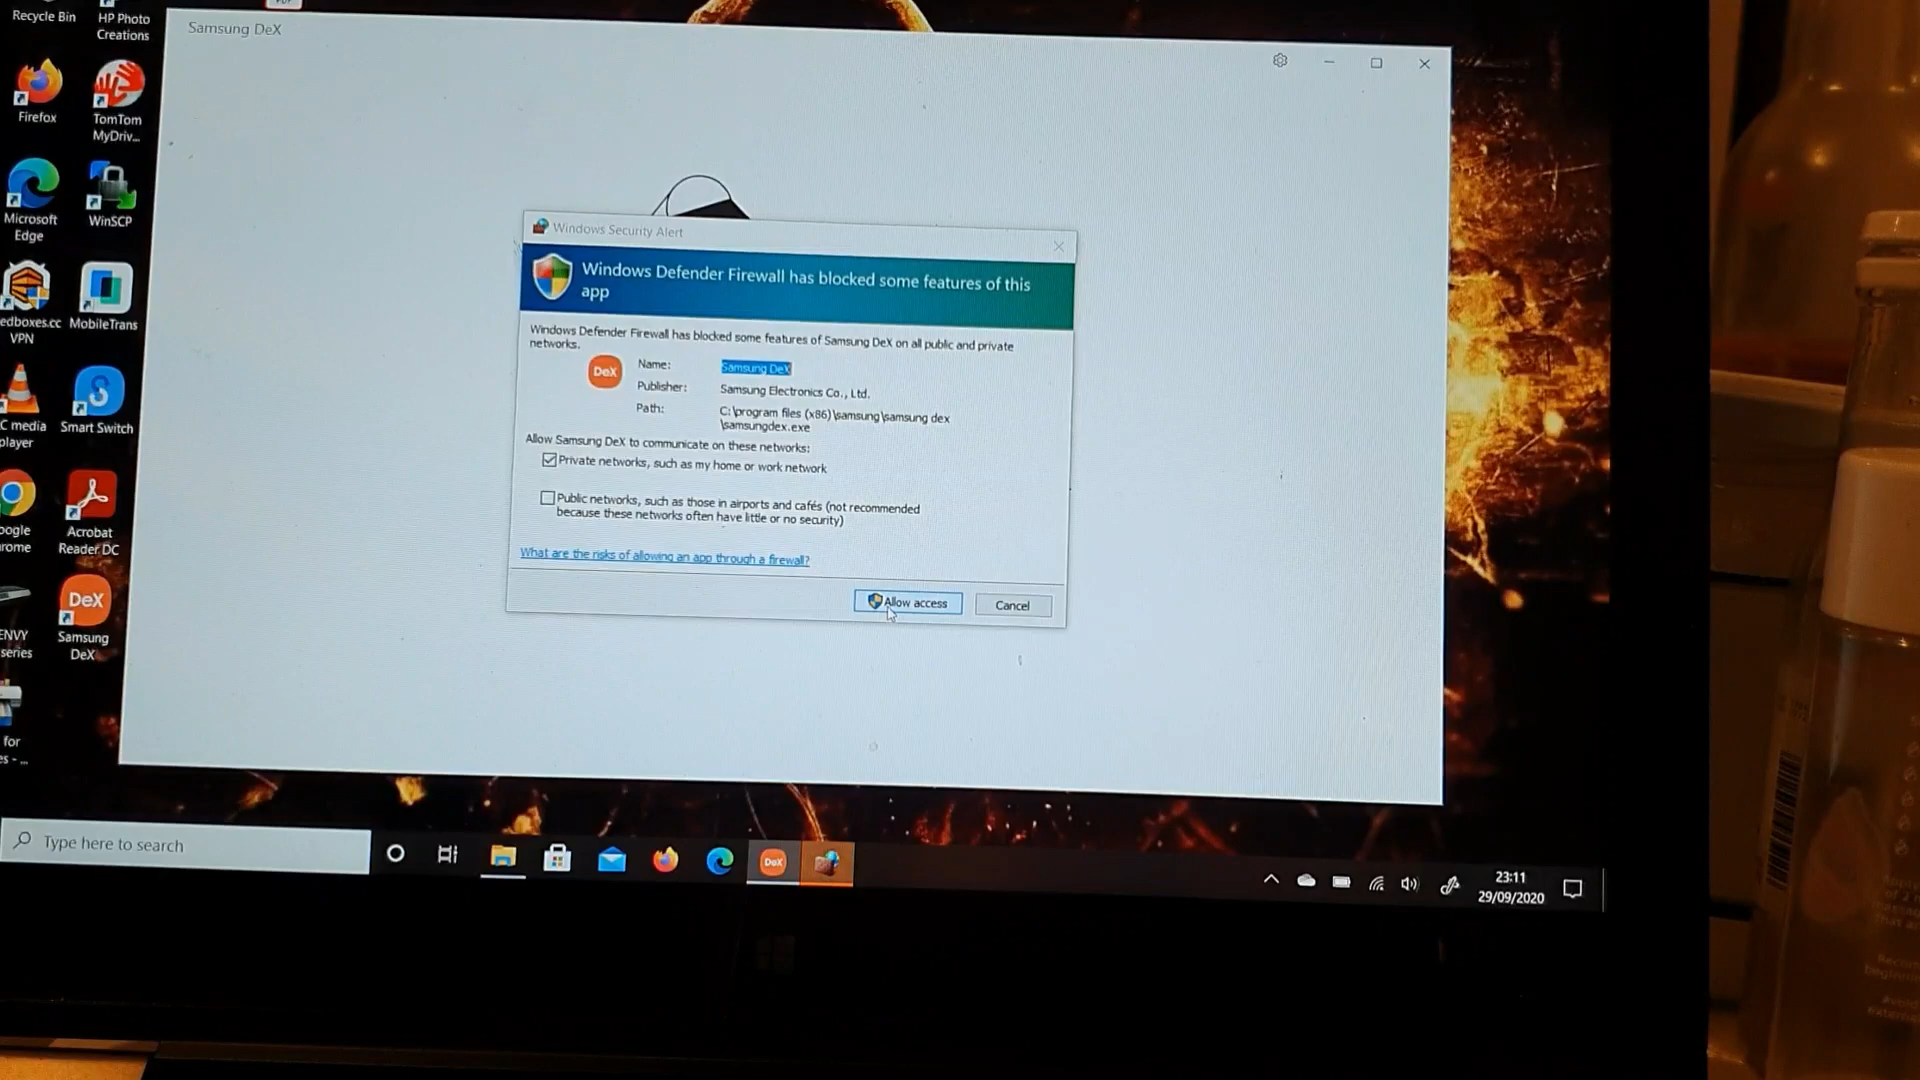 Recycle Bin
HP Photo
Creations
Samsung DeX
Firefox
TomTom
MyDriv...
Microsoft
Edge
WinSCP
edboxes.cc
VPN
MobileTrans
C media
player
Smart Switch
oogle
rome
Acrobat
Reader DC
DeX
ENVY
series
Samsung
DeX
for
es - ...
Windows Security Alert
Windows Defender Firewall has blocked some features of this
app
Windows Defender Firewall has blocked some features of Samsung DeX on all public and private
networks.
DeX
Name: Samsung DeX
Publisher: Samsung Electronics Co., Ltd.
Path: C:\program files (x86)\samsung\samsung dex
\samsungdex.exe
Allow Samsung DeX to communicate on these networks:
Private networks, such as my home or work network
Public networks, such as those in airports and cafés (not recommended
because these networks often have little or no security)
What are the risks of allowing an app through a firewall?
Allow access
Cancel
Type here to search
DeX
23:11
29/09/2020